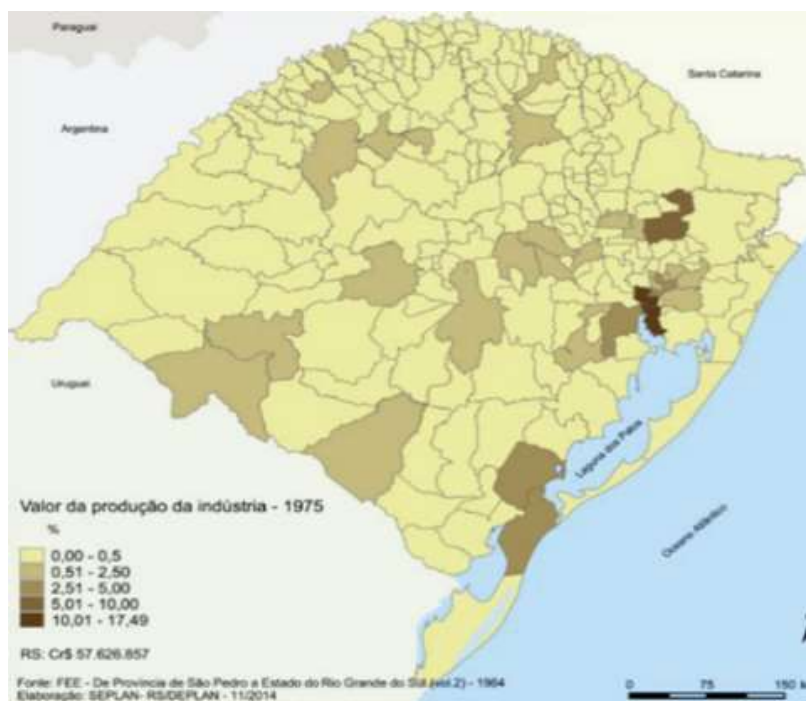 Paraguai
Santa Catarina
Argentina
Uruguai
Laguna dos Patos
Oceano Atlântico
Valor da produção da indústria - 1975
%
0,00 - 0,5
0,51 - 2,50
2,51 - 5,00
5,01 - 10,00
10,01 - 17,49
RS: Cr$ 57.626.857
Fonte: FEE - De Província de São Pedro a Estado do Rio Grande do Sul (vol.2) - 1984
Elaboração: SEPLAN- RS/DEPLAN - 11/2014
0 75 150